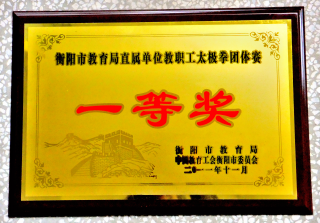 衡阳市教育局直属单位教职工太极拳团体赛
一等奖
衡阳市教育局
中国教育工会衡阳市委员会
二〇一一年十一月